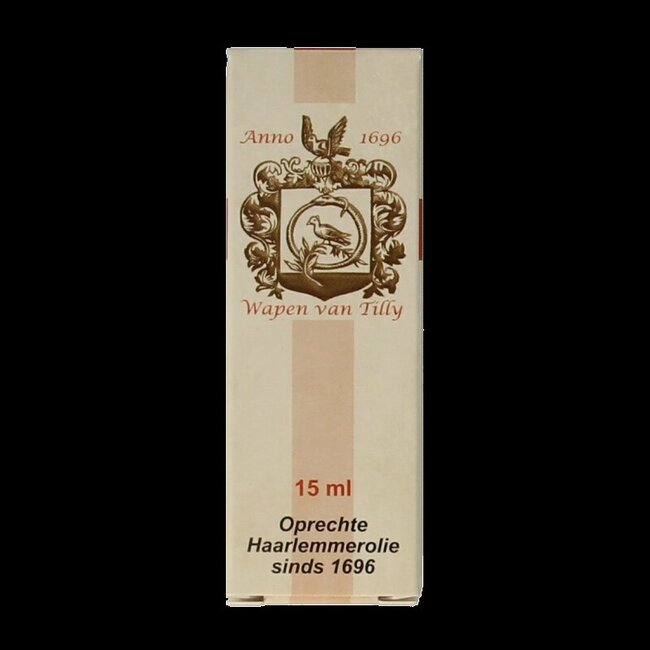 Anno 1696
Wapen van Tilly
15 ml
Oprechte
Haarlemmerolie
sinds 1696